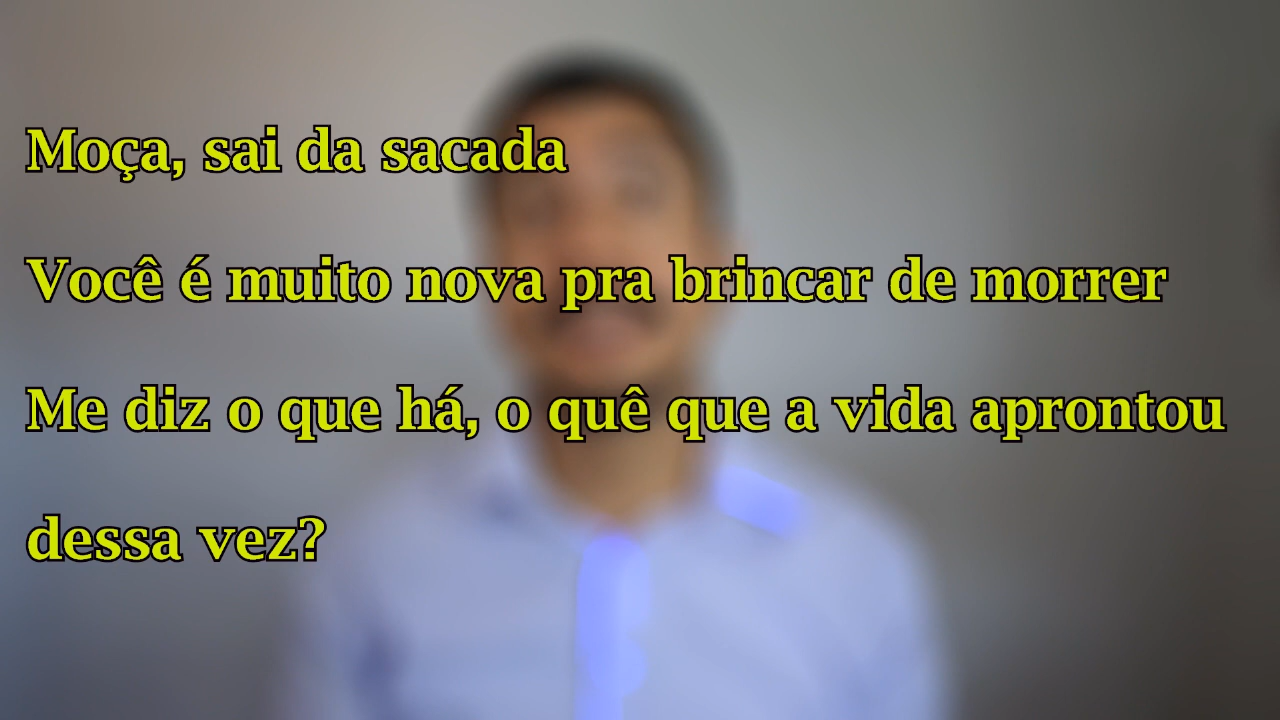 Moça, sai da sacada
Você é muito nova pra brincar de morrer
Me diz o que há, o quê que a vida aprontou
dessa vez?